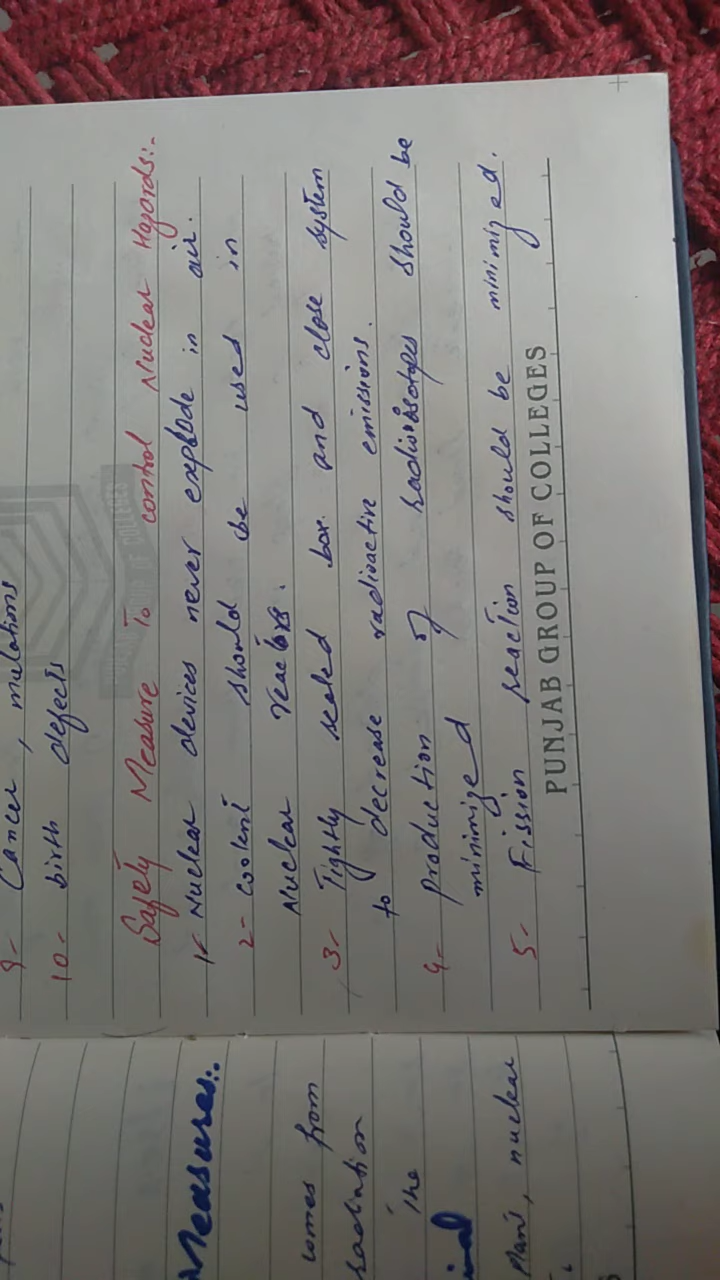 9- Cancer, mutations
10- birth defects
Safety Measure To control Nuclear Hazards:-
1- Nuclear devices never explode in air.
2- Coolent should be used in
Nuclear reactors.
3- Tightly sealed box and close system
to decrease radioactive emissions.
4- production of radioisotopes should be
minimized
5- Fission reaction should be minimized.
PUNJAB GROUP OF COLLEGES
Measures:-
comes from
radiation
the
plant, nuclear